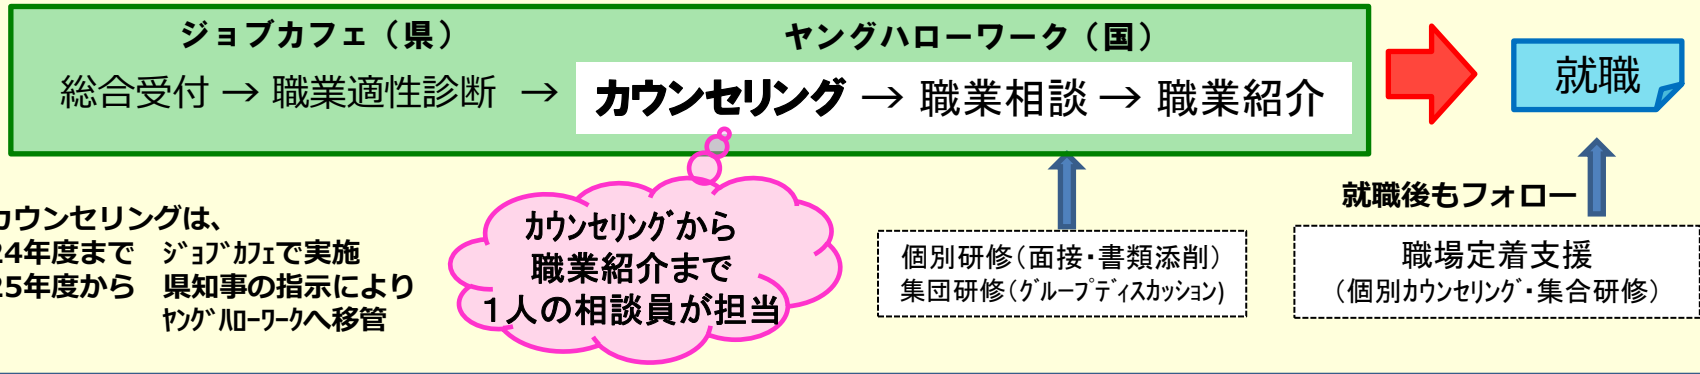 ジョブカフェ（県）
ヤングハローワーク（国）
総合受付 → 職業適性診断 → カウンセリング → 職業相談 → 職業紹介
就職
カウンセリングは、
24年度まで　ｼﾞｮﾌﾞｶﾌｪで実施
25年度から　県知事の指示により
ﾔﾝｸﾞﾊﾛｰﾜｰｸへ移管
ｶｳﾝｾﾘﾝｸﾞから
職業紹介まで
１人の相談員が担当
個別研修（面接・書類添削）
集団研修（ｸﾞﾙｰﾌﾟﾃﾞｨｽｶｯｼｮﾝ)
就職後もフォロー
職場定着支援
（個別ｶｳﾝｾﾘﾝｸﾞ・集合研修）